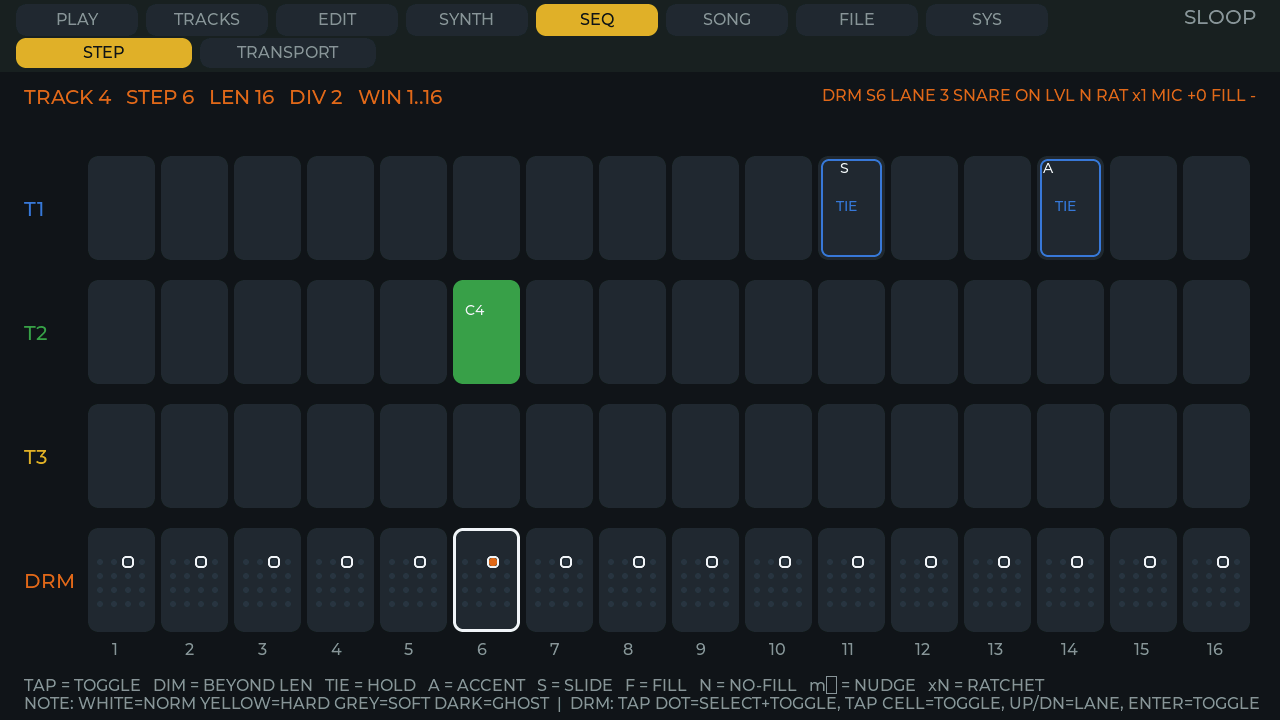 PLAY TRACKS EDIT SYNTH SEQ SONG FILE SYS SLOOP
STEP TRANSPORT
TRACK 4 STEP 6 LEN 16 DIV 2 WIN 1..16
DRM S6 LANE 3 SNARE ON LVL N RAT x1 MIC +0 FILL -
T1
S
TIE
A
TIE
T2
C4
T3
DRM
1 2 3 4 5 6 7 8 9 10 11 12 13 14 15 16
TAP = TOGGLE DIM = BEYOND LEN TIE = HOLD A = ACCENT S = SLIDE F = FILL N = NO-FILL m□ = NUDGE xN = RATCHET
NOTE: WHITE=NORM YELLOW=HARD GREY=SOFT DARK=GHOST | DRM: TAP DOT=SELECT+TOGGLE, TAP CELL=TOGGLE, UP/DN=LANE, ENTER=TOGGLE